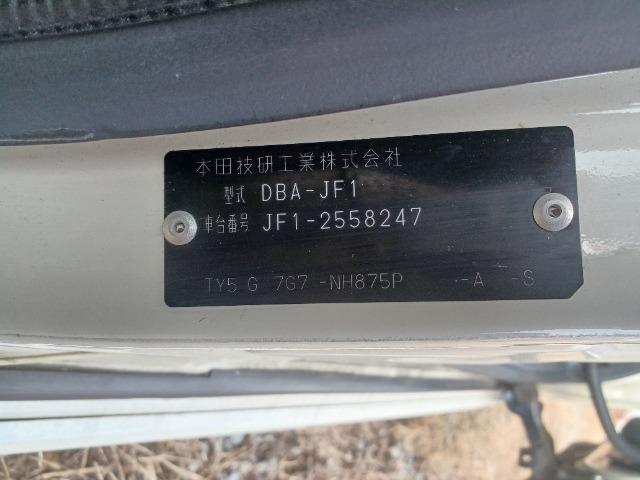 本田技研工業株式会社
型式 DBA-JF1
車台番号 JF1-2558247
TY5 G 7G7 -NH875P -A -S